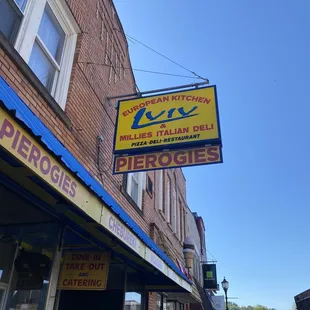 EUROPEAN KITCHEN
Lviv
&
MILLIES ITALIAN DELI
PIZZA-DELI-RESTAURANT
PIEROGIES
PIEROGIES
DINE IN
TAKE-OUT
AND
CATERING